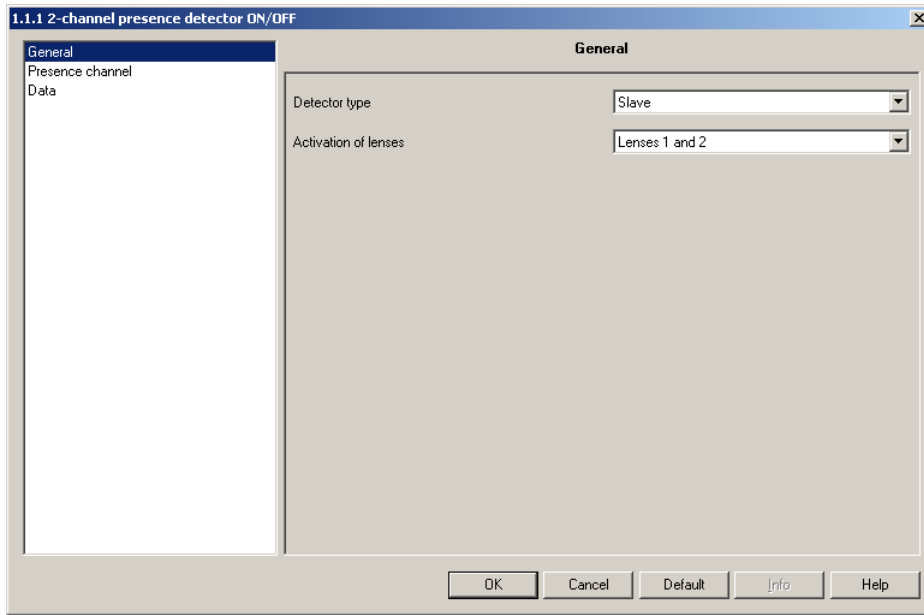 1.1.1 2-channel presence detector ON/OFF
General
Presence channel
Data
General
Detector type Slave
Activation of lenses Lenses 1 and 2
OK Cancel Default Info Help